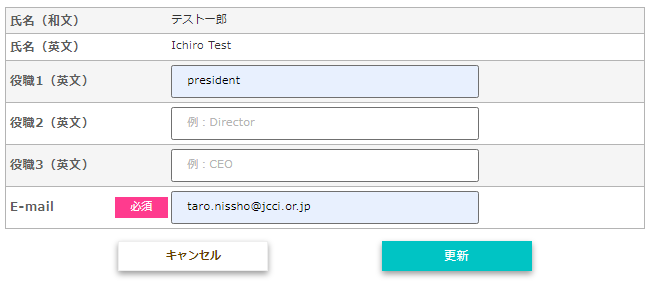 氏名（和文） テスト一郎
氏名（英文） Ichiro Test
役職1（英文） president
役職2（英文） 例：Director
役職3（英文） 例：CEO
E-mail 必須 taro.nissho@jcci.or.jp
キャンセル 更新